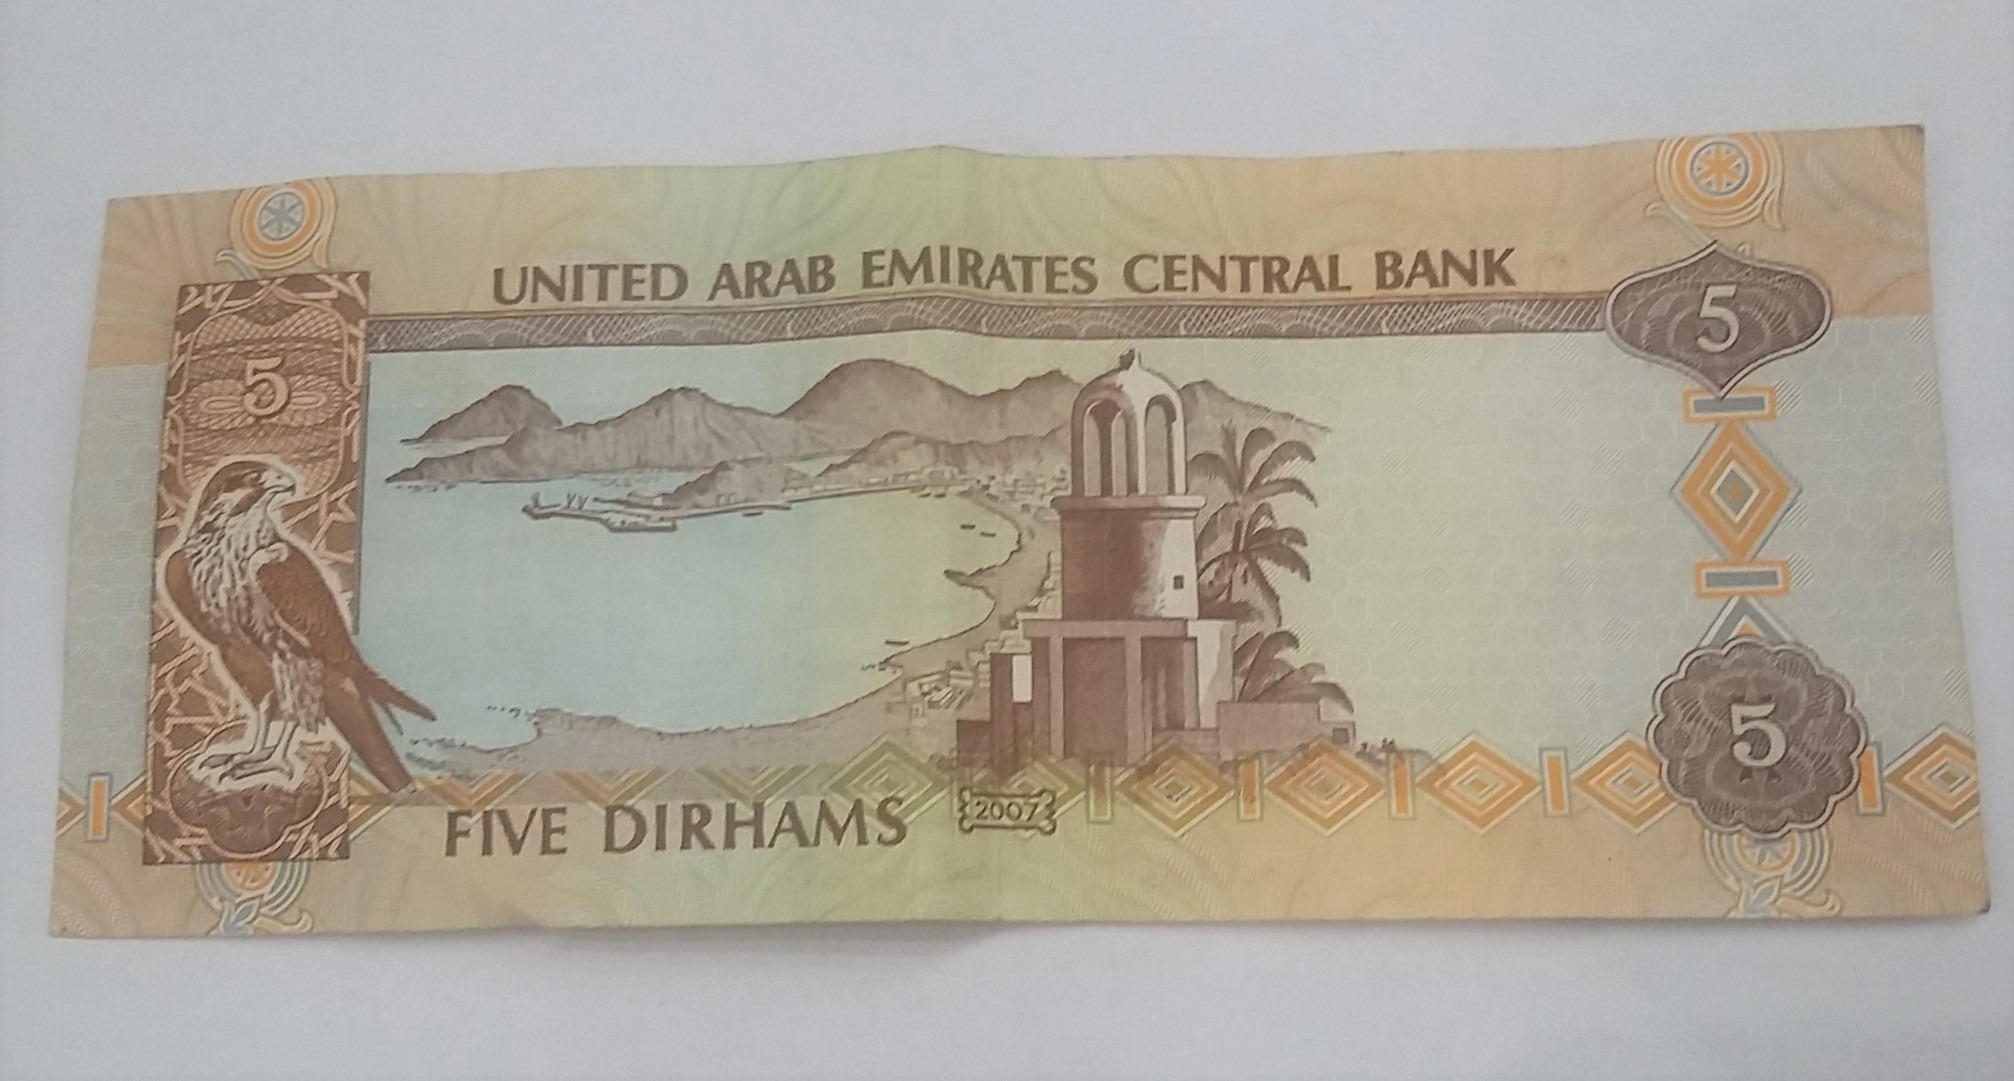 UNITED ARAB EMIRATES CENTRAL BANK
5
5
5
FIVE DIRHAMS
2007